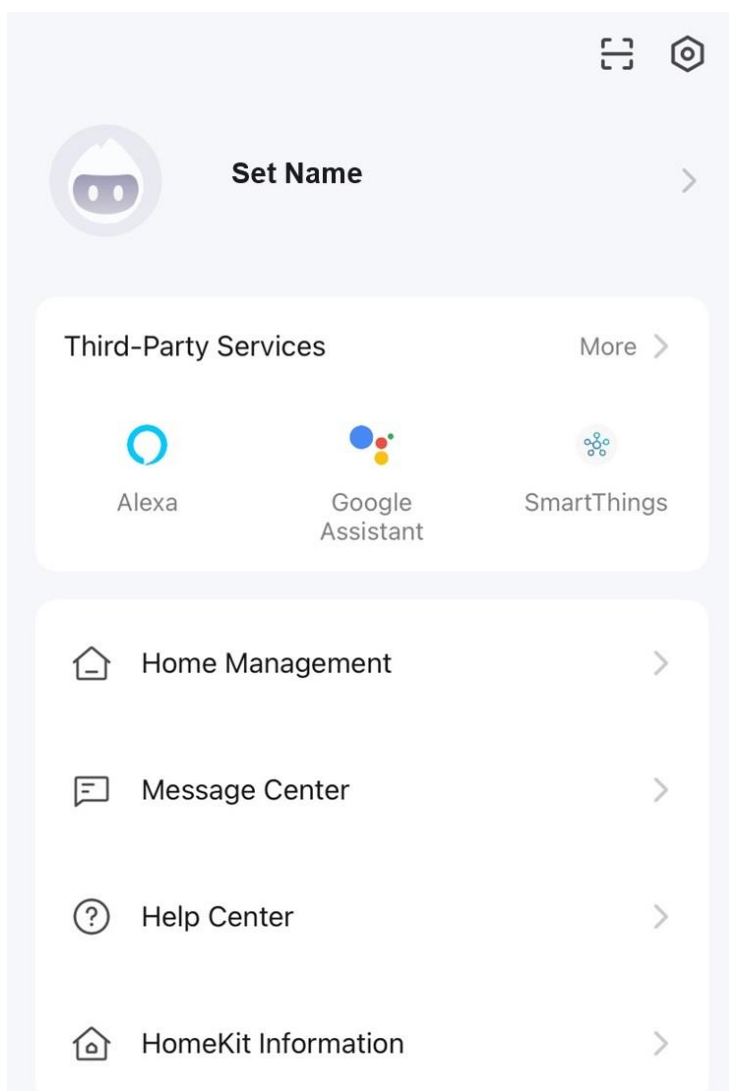 Set Name
Third-Party Services
More
Alexa
Google
Assistant
SmartThings
Home Management
Message Center
Help Center
HomeKit Information